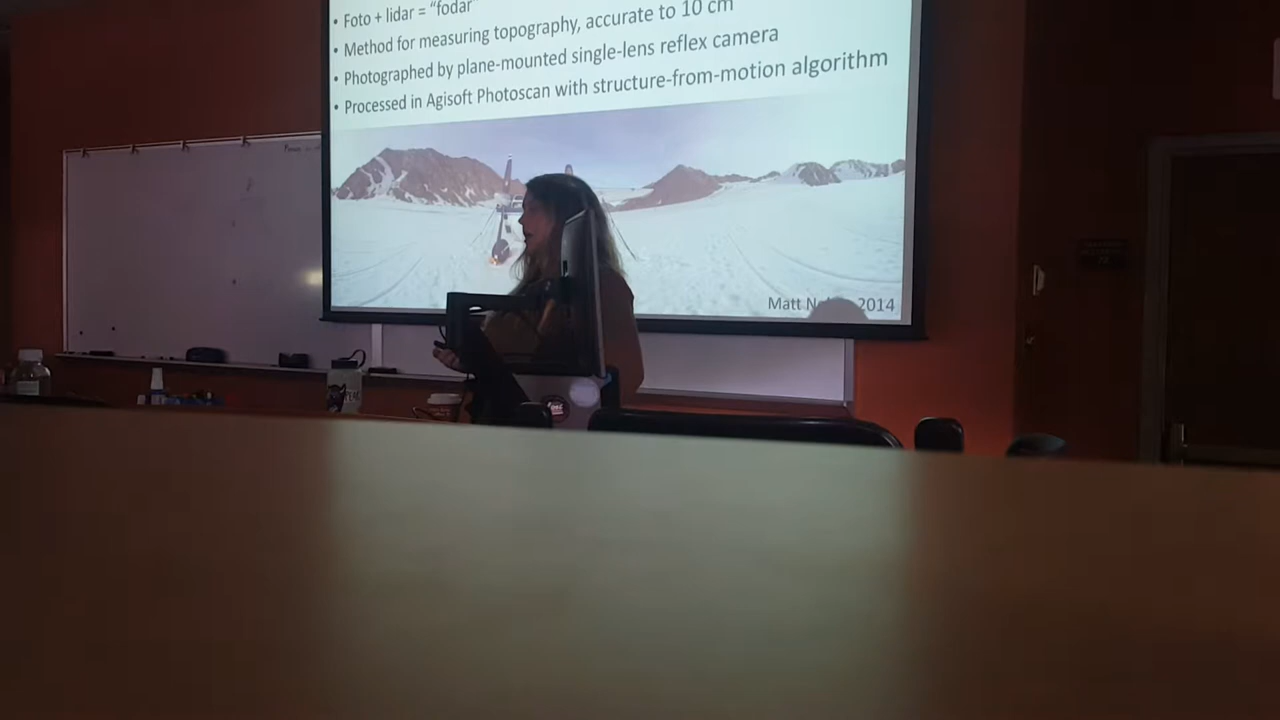 • Foto + lidar = “fodar”
• Method for measuring topography, accurate to 10 cm
• Photographed by plane-mounted single-lens reflex camera
• Processed in Agisoft Photoscan with structure-from-motion algorithm
Matt 2014